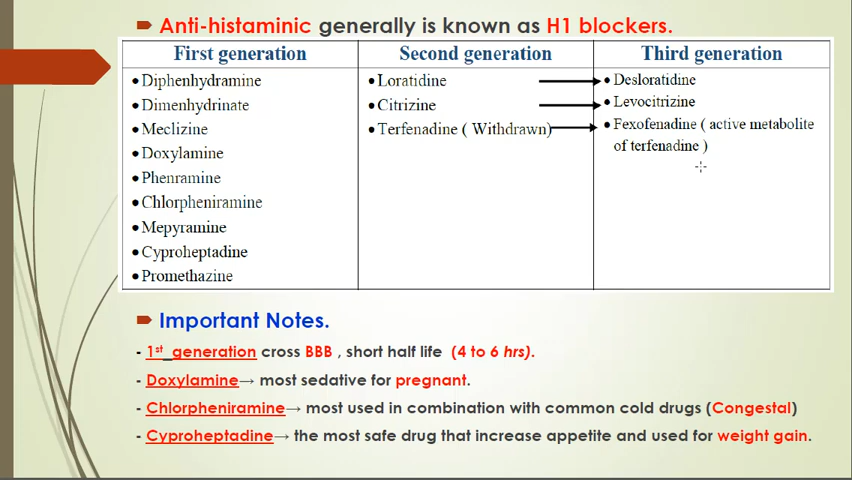 Anti-histaminic generally is known as H1 blockers.
First generation
Second generation
Third generation
•Diphenhydramine
•Dimenhydrinate
•Meclizine
•Doxylamine
•Phenramine
•Chlorpheniramine
•Mepyramine
•Cyproheptadine
•Promethazine
•Loratidine
•Citrizine
•Terfenadine ( Withdrawn)
•Desloratidine
•Levocitrizine
•Fexofenadine ( active metabolite
of terfenadine )
Important Notes.
- 1st_generation cross BBB , short half life (4 to 6 hrs).
- Doxylamine→ most sedative for pregnant.
- Chlorpheniramine→ most used in combination with common cold drugs (Congestal)
- Cyproheptadine→ the most safe drug that increase appetite and used for weight gain.